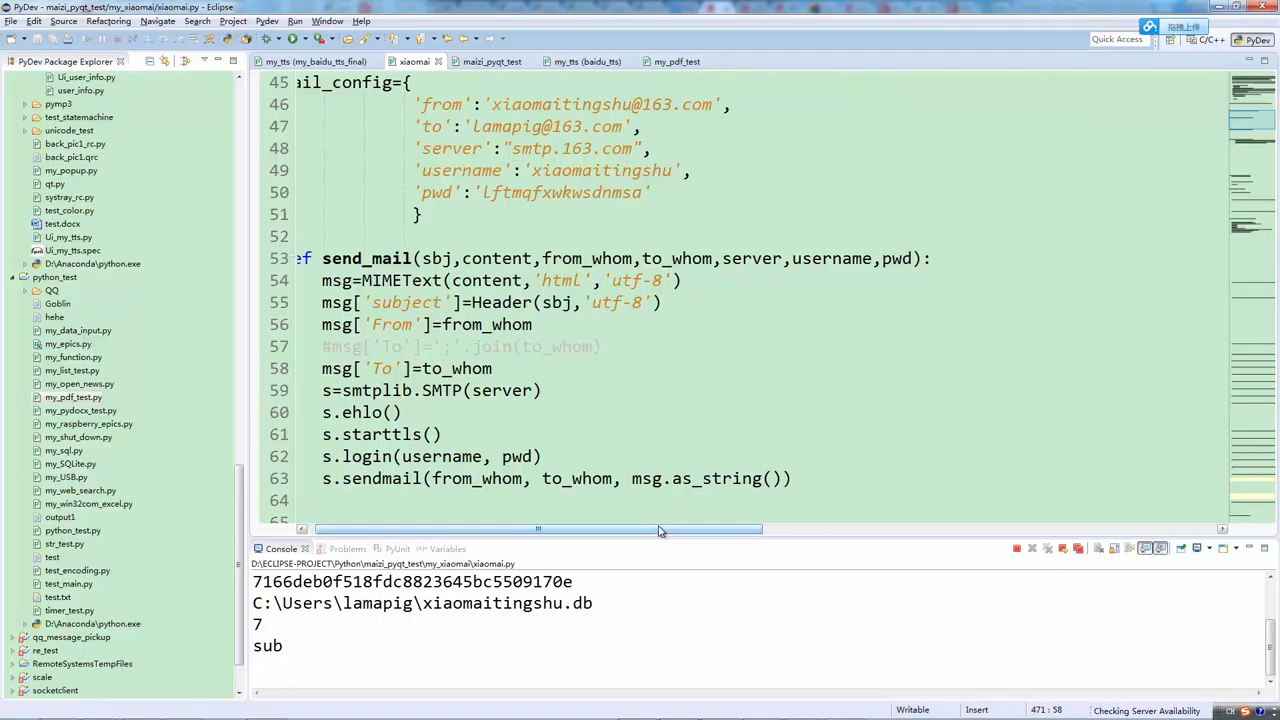 PyDev - maizi_pyqt_test/my_xiaomai/xiaomai.py - Eclipse
File Edit Source Refactoring Navigate Search Project Pydev Run Window Help
拖拽上传
Quick Access
C/C++
PyDev
PyDev Package Explorer
Ui_user_info.py
user_info.py
pymp3
test_statemachine
unicode_test
back_pic1_rc.py
back_pic1.qrc
my_popup.py
qt.py
systray_rc.py
test_color.py
test.docx
Ui_my_tts.py
Ui_my_tts.spec
D:\Anaconda\python.exe
python_test
QQ
Goblin
hehe
my_data_input.py
my_epics.py
my_function.py
my_list_test.py
my_open_news.py
my_pdf_test.py
my_pydocx_test.py
my_raspberry_epics.py
my_shut_down.py
my_sql.py
my_SQLite.py
my_USB.py
my_web_search.py
my_win32com_excel.py
output1
python_test.py
str_test.py
test
test_encoding.py
test_main.py
test.txt
timer_test.py
D:\Anaconda\python.exe
qq_message_pickup
re_test
RemoteSystemsTempFiles
scale
socketclient
my_tts (my_baidu_tts_final)
xiaomai
maizi_pyqt_test
my_tts (baidu_tts)
my_pdf_test
45 ail_config={
46 'from':'xiaomaitingshu@163.com',
47 'to':'lamapig@163.com',
48 'server':"smtp.163.com",
49 'username':'xiaomaitingshu',
50 'pwd':'lftmqfxwkwsdnmsa'
51 }
52
53 ef send_mail(sbj,content,from_whom,to_whom,server,username,pwd):
54 msg=MIMEText(content,'html','utf-8')
55 msg['subject']=Header(sbj,'utf-8')
56 msg['From']=from_whom
57 #msg['To']=';'.join(to_whom)
58 msg['To']=to_whom
59 s=smtplib.SMTP(server)
60 s.ehlo()
61 s.starttls()
62 s.login(username, pwd)
63 s.sendmail(from_whom, to_whom, msg.as_string())
64
65
Console Problems PyUnit Variables
D:\ECLIPSE-PROJECT\Python\maizi_pyqt_test\my_xiaomai\xiaomai.py
7166deb0f518fdc8823645bc5509170e
C:\Users\lamapig\xiaomaitingshu.db
7
sub
Writable Insert 471 : 58 Checking Server Availability
CH